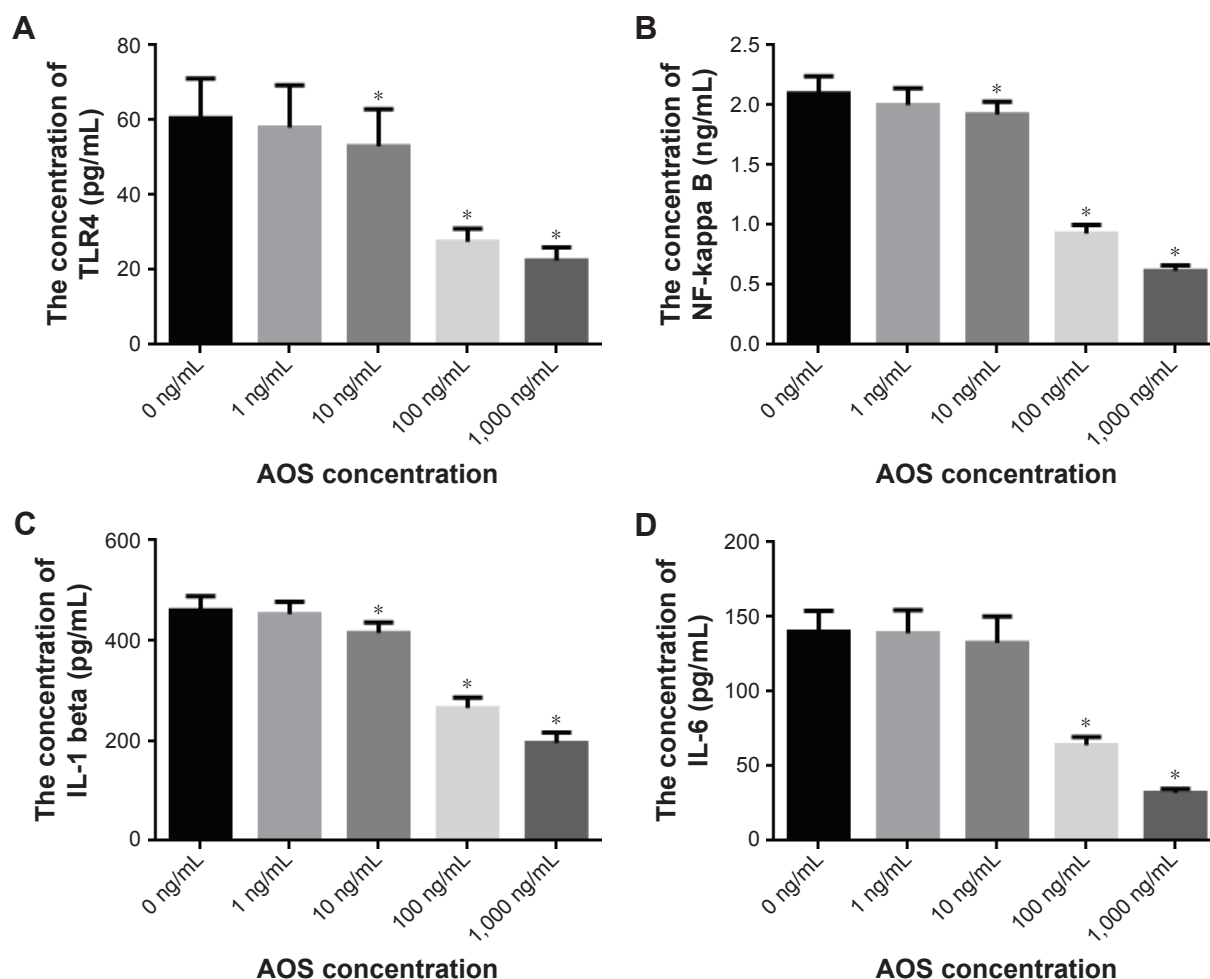 A
The concentration of
TLR4 (pg/mL)
80
60
40
20
0
*
*
*
0 ng/mL
1 ng/mL
10 ng/mL
100 ng/mL
1,000 ng/mL
AOS concentration
B
The concentration of
NF-kappa B (ng/mL)
2.5
2.0
1.5
1.0
0.5
0.0
*
*
*
0 ng/mL
1 ng/mL
10 ng/mL
100 ng/mL
1,000 ng/mL
AOS concentration
C
The concentration of
IL-1 beta (pg/mL)
600
400
200
0
*
*
*
0 ng/mL
1 ng/mL
10 ng/mL
100 ng/mL
1,000 ng/mL
AOS concentration
D
The concentration of
IL-6 (pg/mL)
200
150
100
50
0
*
*
0 ng/mL
1 ng/mL
10 ng/mL
100 ng/mL
1,000 ng/mL
AOS concentration